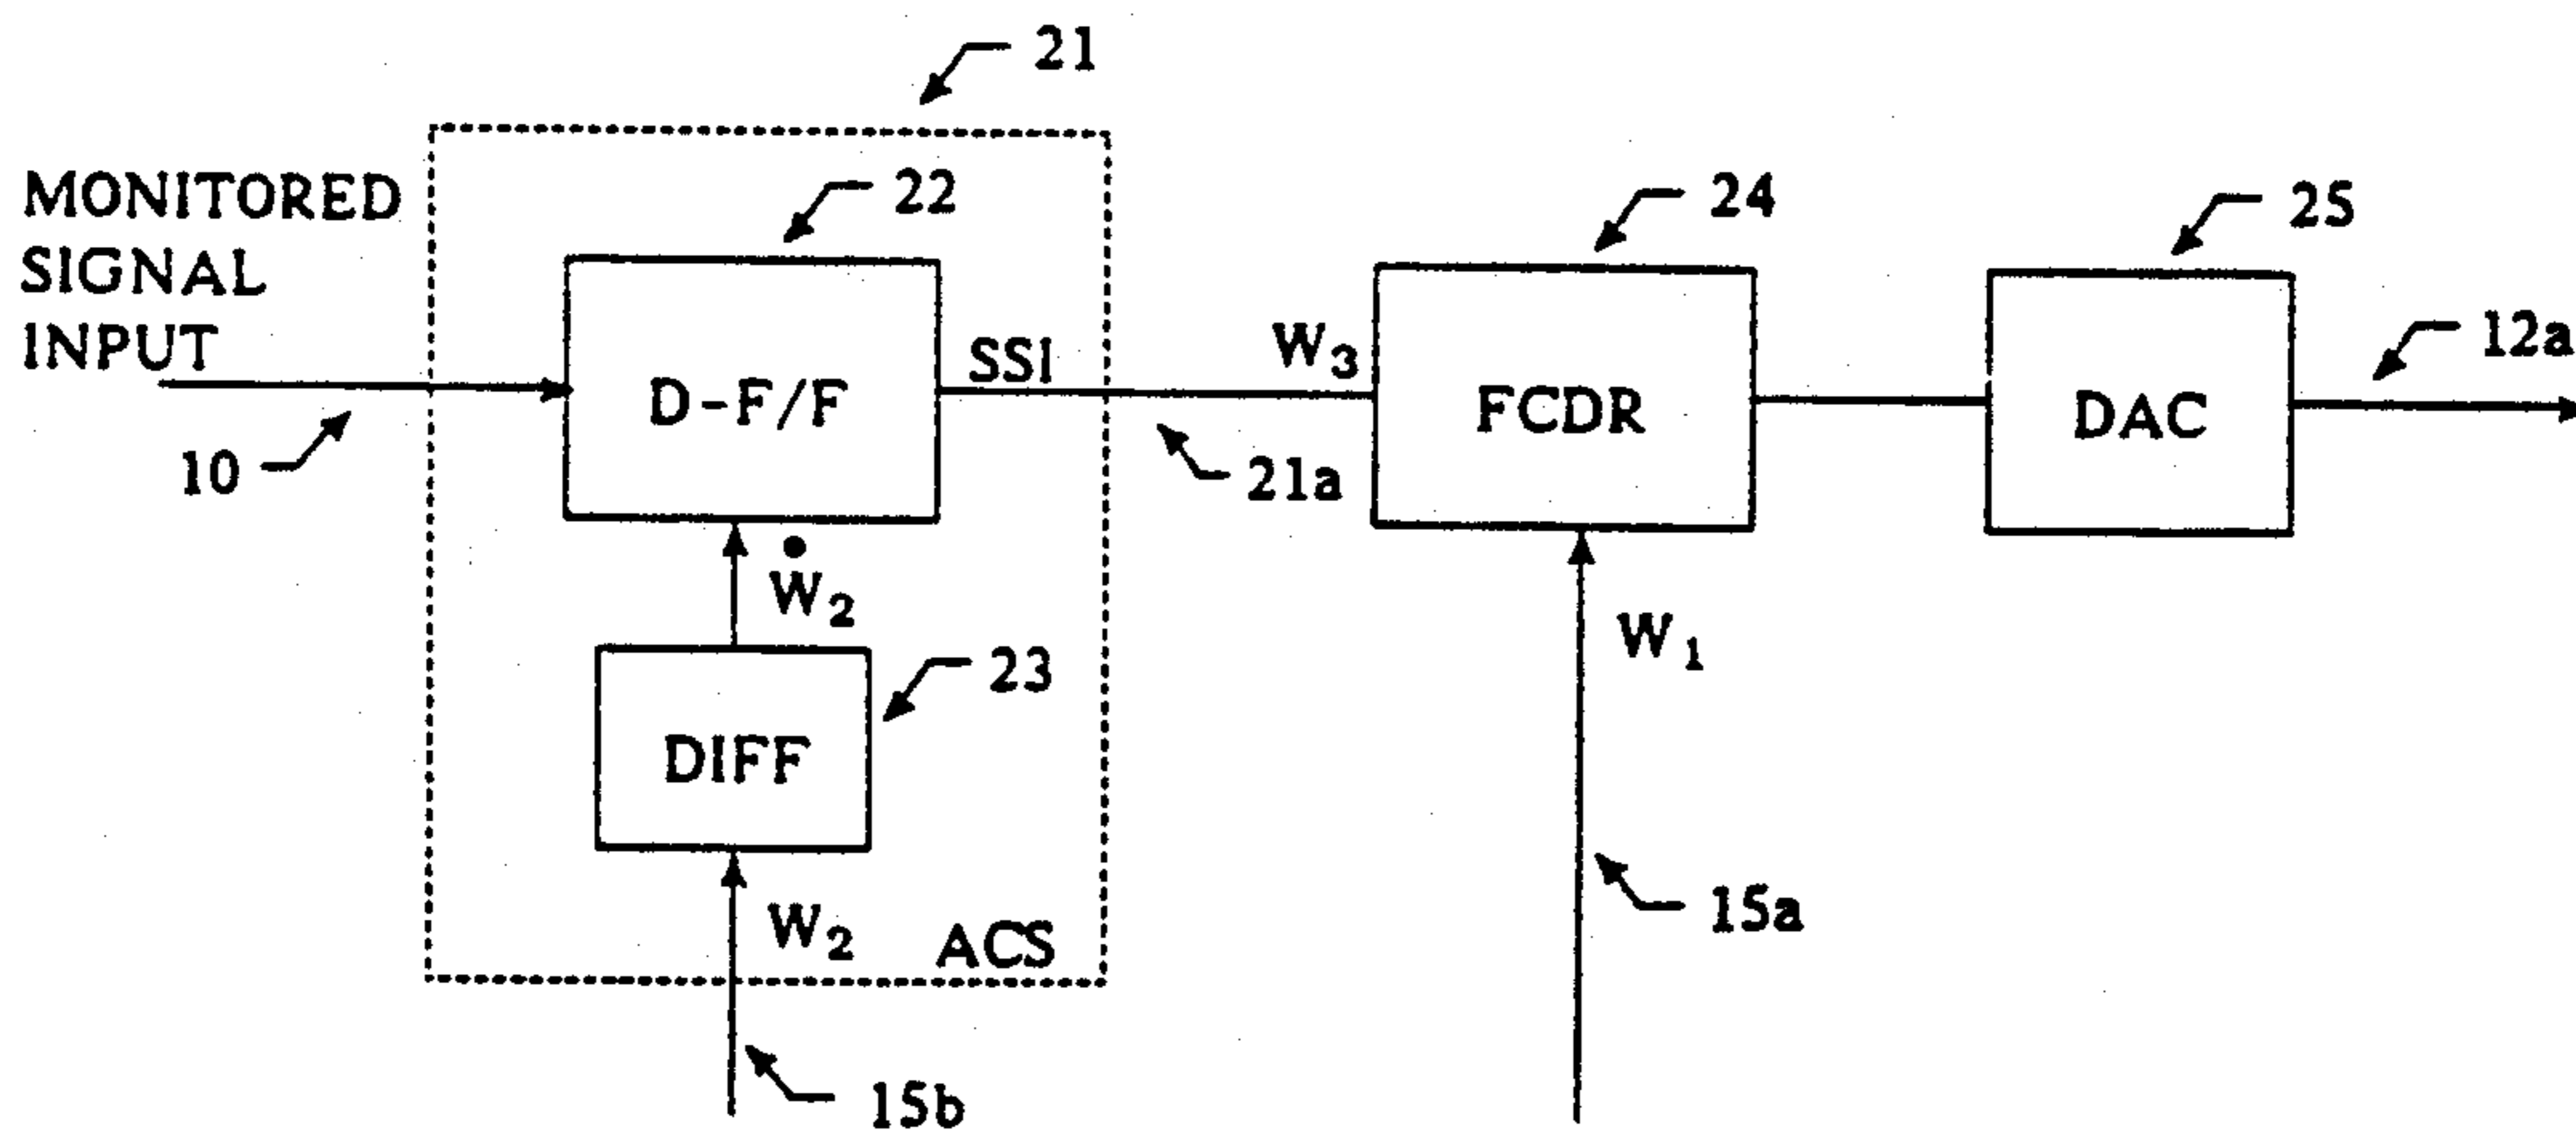 21
MONITORED
SIGNAL
INPUT
22
24
25
12a
D-F/F
SSI
W₃
FCDR
DAC
10
21a
Ẇ₂
W₁
23
DIFF
15a
W₂
ACS
15b